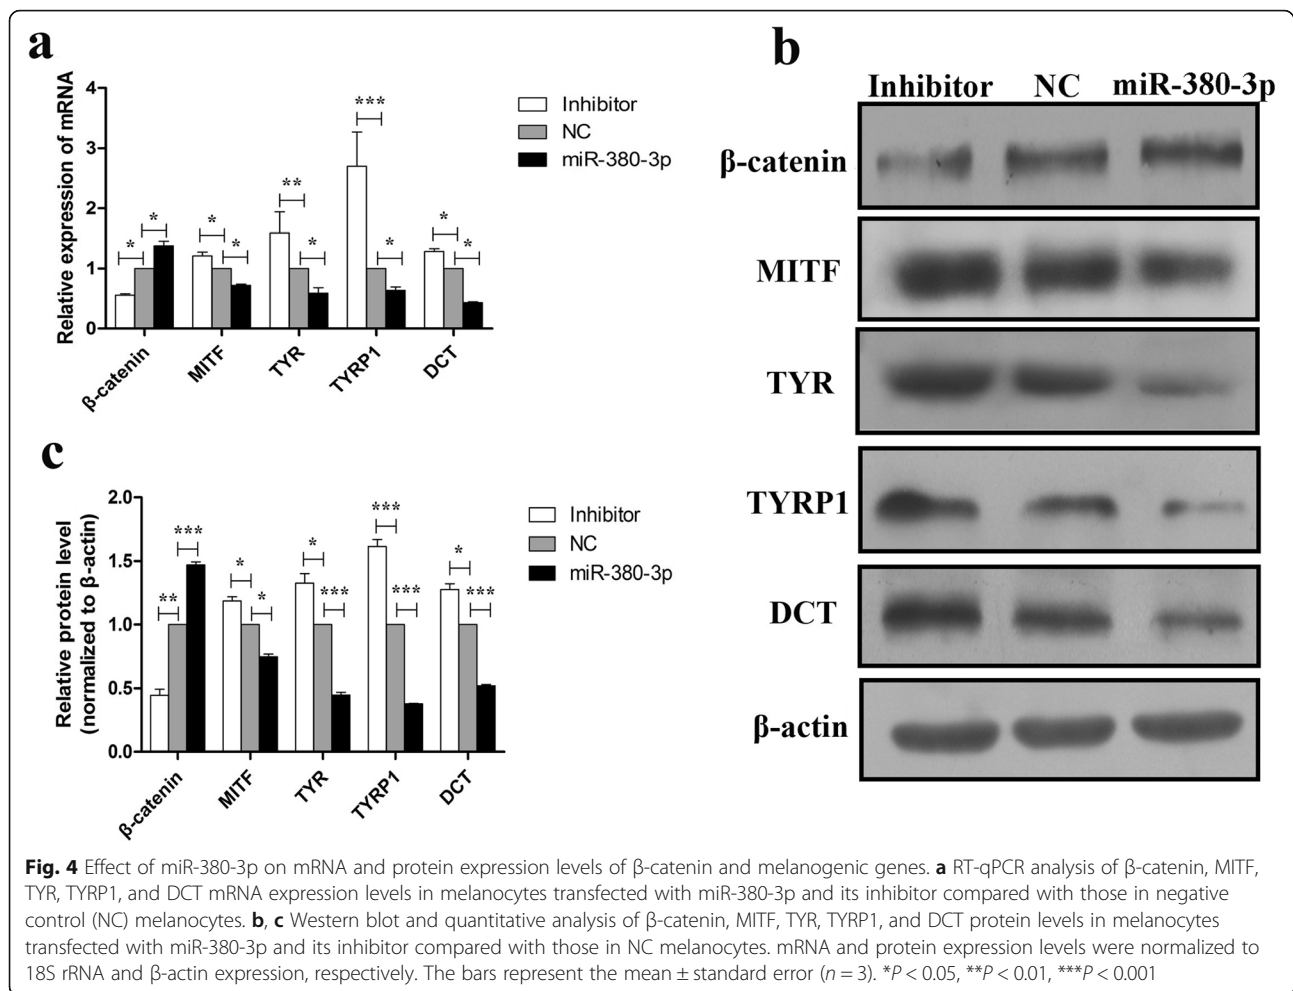 a
Relative expression of mRNA
4
3
2
1
0
* * * * ** * *** * * *
β-catenin MITF TYR TYRP1 DCT
Inhibitor
NC
miR-380-3p
b
Inhibitor NC miR-380-3p
β-catenin
MITF
TYR
TYRP1
DCT
β-actin
c
Relative protein level
(normalized to β-actin)
2.0
1.5
1.0
0.5
0.0
** *** * * * *** *** *** * ***
β-catenin MITF TYR TYRP1 DCT
Inhibitor
NC
miR-380-3p
Fig. 4 Effect of miR-380-3p on mRNA and protein expression levels of β-catenin and melanogenic genes. a RT-qPCR analysis of β-catenin, MITF,
TYR, TYRP1, and DCT mRNA expression levels in melanocytes transfected with miR-380-3p and its inhibitor compared with those in negative
control (NC) melanocytes. b, c Western blot and quantitative analysis of β-catenin, MITF, TYR, TYRP1, and DCT protein levels in melanocytes
transfected with miR-380-3p and its inhibitor compared with those in NC melanocytes. mRNA and protein expression levels were normalized to
18S rRNA and β-actin expression, respectively. The bars represent the mean ± standard error (n = 3). *P < 0.05, **P < 0.01, ***P < 0.001